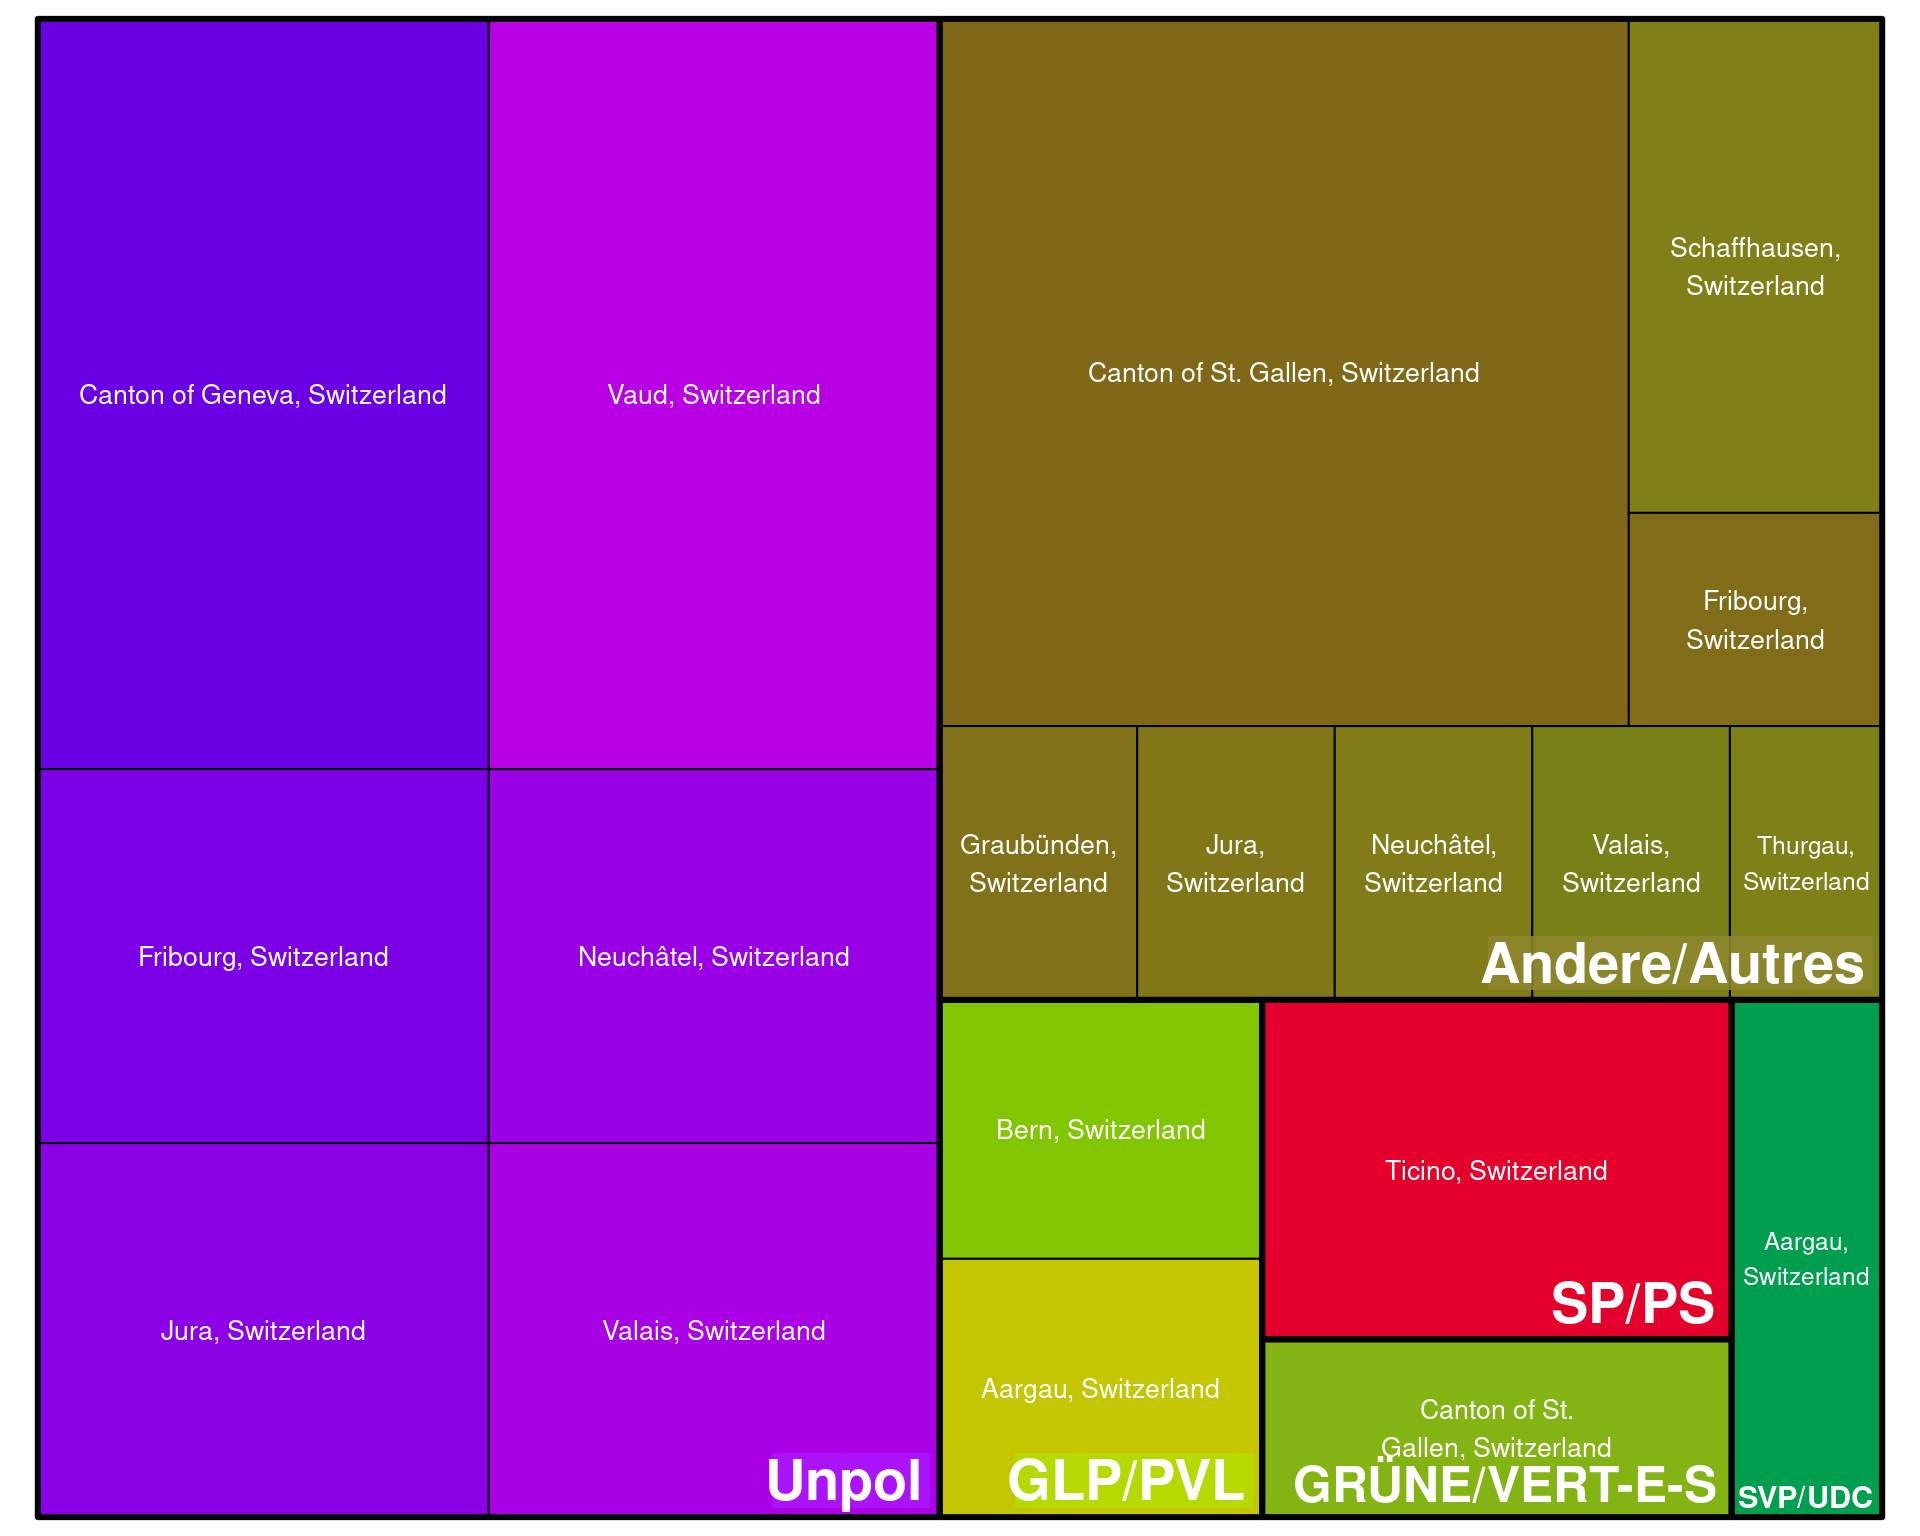 Canton of Geneva, Switzerland
Vaud, Switzerland
Fribourg, Switzerland
Neuchâtel, Switzerland
Jura, Switzerland
Valais, Switzerland
Unpol
Canton of St. Gallen, Switzerland
Schaffhausen,
Switzerland
Fribourg,
Switzerland
Graubünden,
Switzerland
Jura,
Switzerland
Neuchâtel,
Switzerland
Valais,
Switzerland
Thurgau,
Switzerland
Andere/Autres
Bern, Switzerland
Aargau, Switzerland
GLP/PVL
Ticino, Switzerland
SP/PS
Canton of St.
Gallen, Switzerland
GRÜNE/VERT-E-S
Aargau,
Switzerland
SVP/UDC